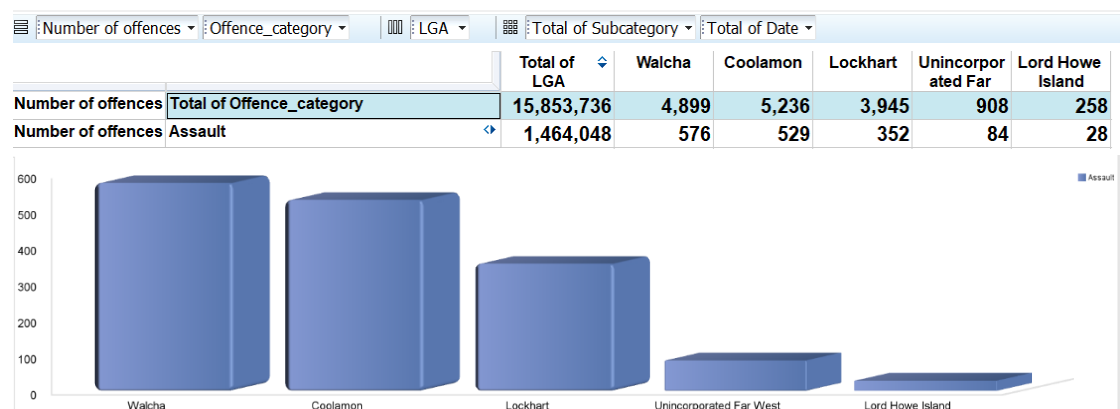 Number of offences Offence_category LGA Total of Subcategory Total of Date
Total of LGA Walcha Coolamon Lockhart Unincorporated Far Lord Howe Island
Number of offences Total of Offence_category 15,853,736 4,899 5,236 3,945 908 258
Number of offences Assault 1,464,048 576 529 352 84 28
600
Assault
500
400
300
200
100
0
Walcha Coolamon Lockhart Unincorporated Far West Lord Howe Island